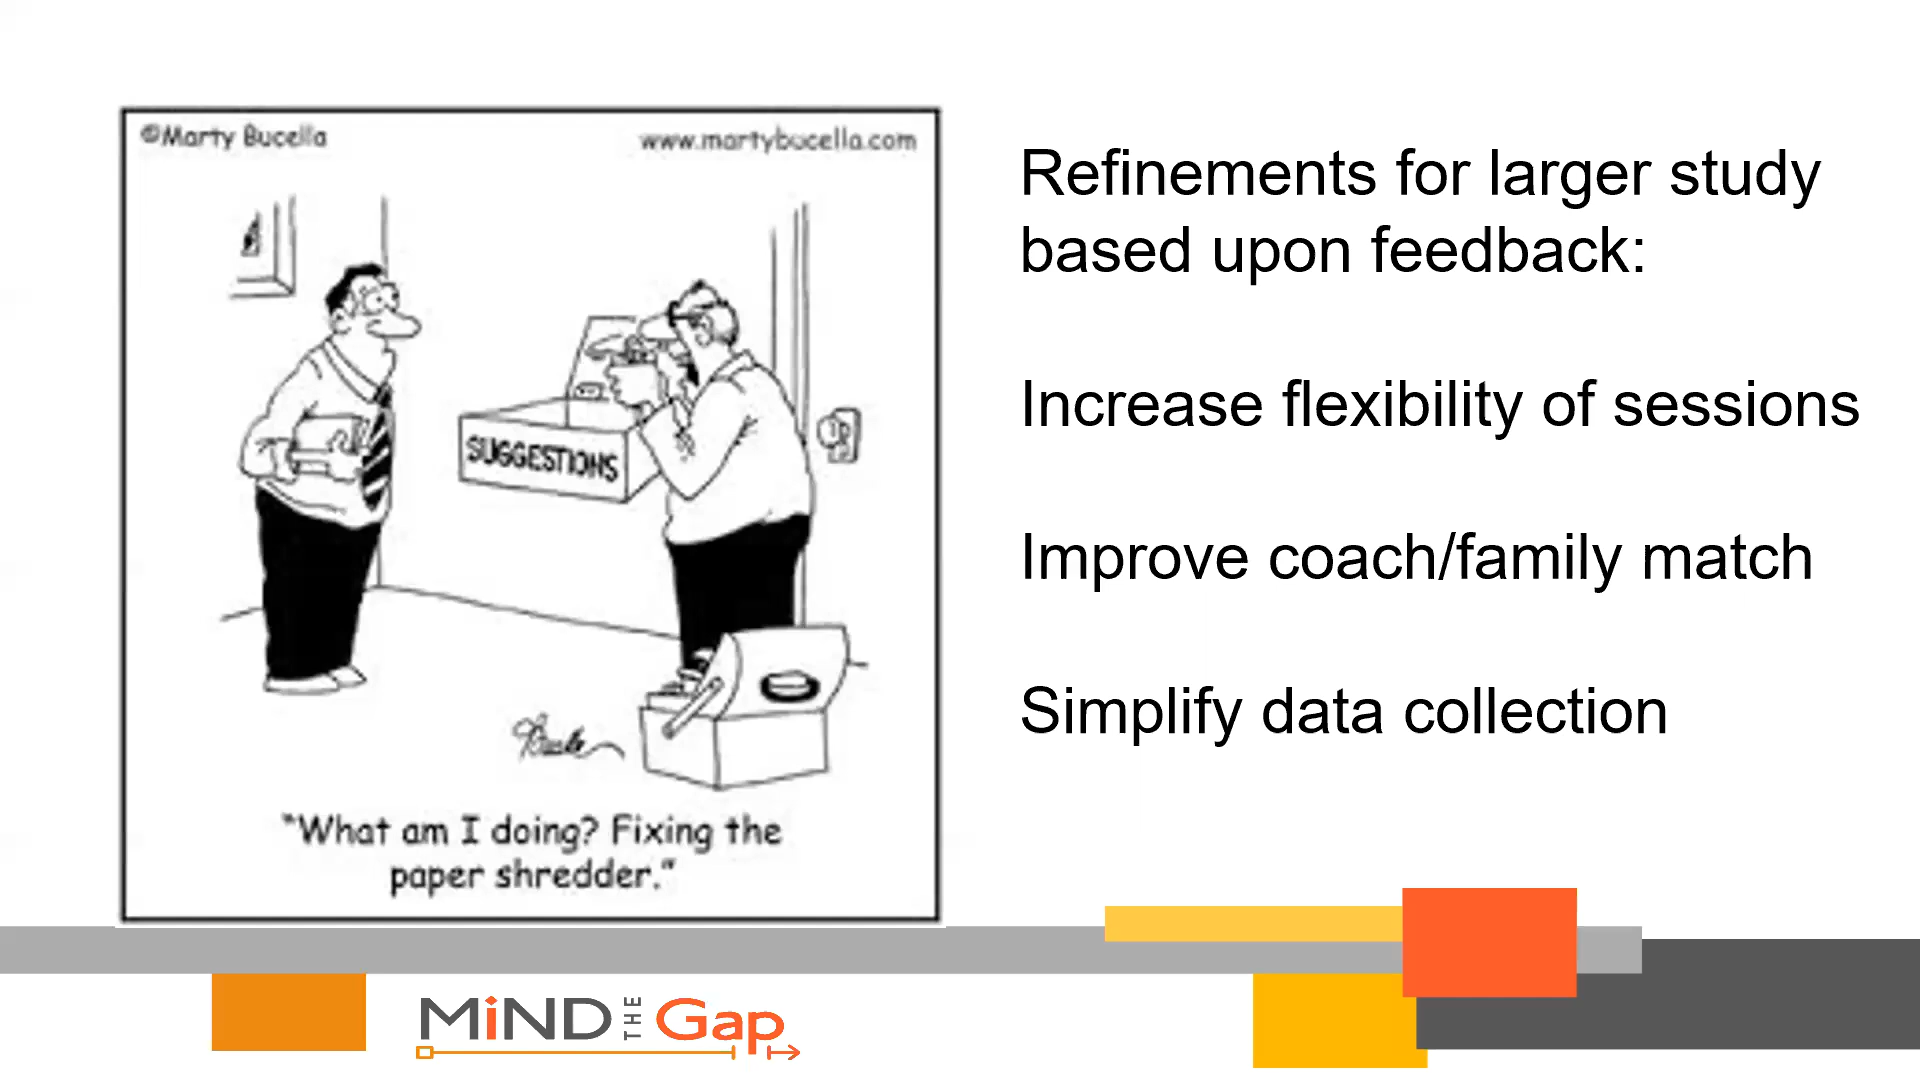 ©Marty Bucella
www.martybucella.com
SUGGESTIONS
"What am I doing? Fixing the
paper shredder."
Refinements for larger study
based upon feedback:
Increase flexibility of sessions
Improve coach/family match
Simplify data collection
MiND THE Gap